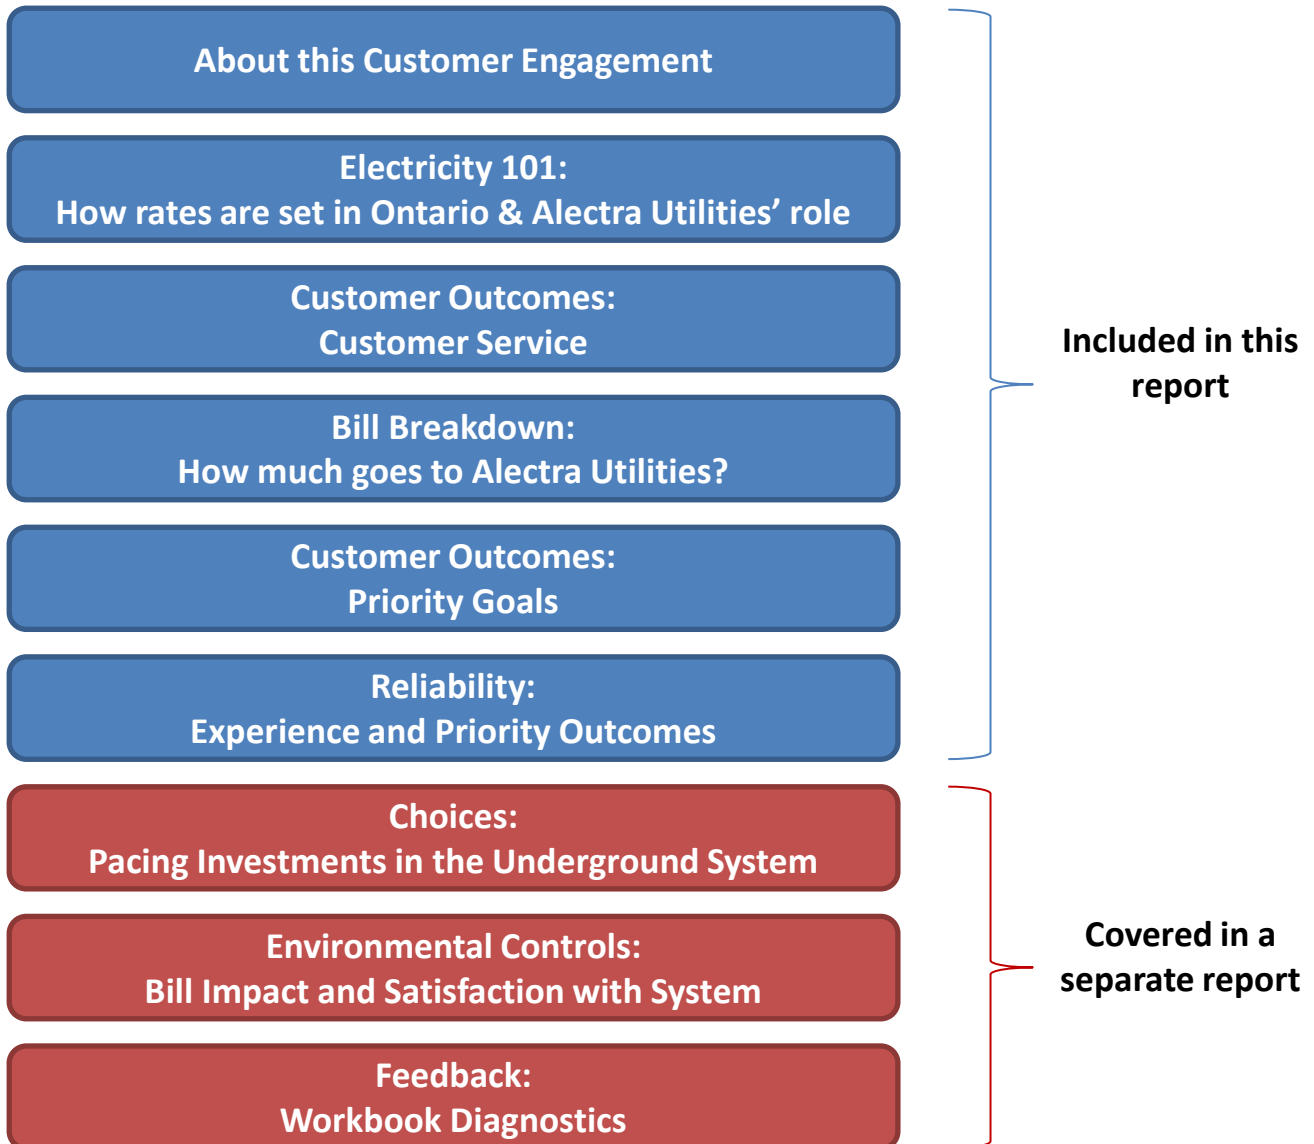 About this Customer Engagement
Electricity 101:
How rates are set in Ontario & Alectra Utilities’ role
Customer Outcomes:
Customer Service
Bill Breakdown:
How much goes to Alectra Utilities?
Customer Outcomes:
Priority Goals
Reliability:
Experience and Priority Outcomes
Included in this
report
Choices:
Pacing Investments in the Underground System
Environmental Controls:
Bill Impact and Satisfaction with System
Feedback:
Workbook Diagnostics
Covered in a
separate report